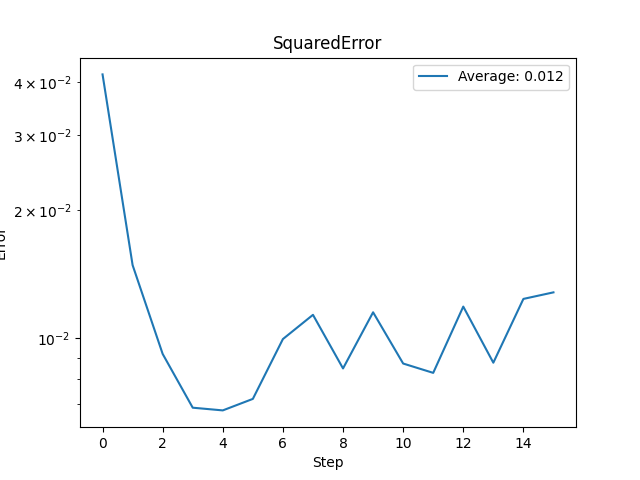 SquaredError
Average: 0.012
4 × 10⁻²
3 × 10⁻²
2 × 10⁻²
10⁻²
Error
0 2 4 6 8 10 12 14
Step